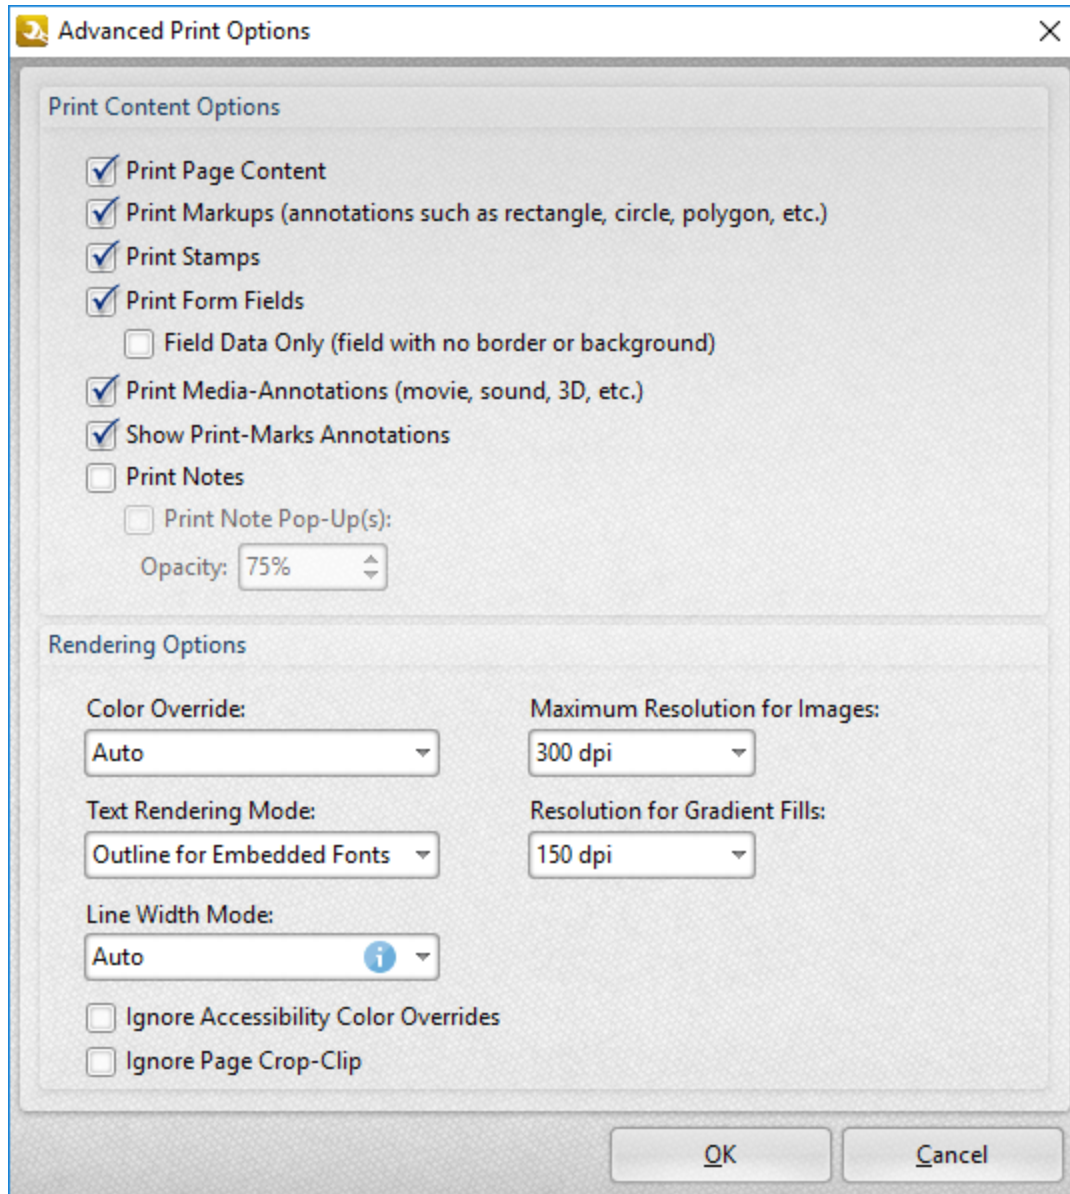 Advanced Print Options
Print Content Options
Print Page Content
Print Markups (annotations such as rectangle, circle, polygon, etc.)
Print Stamps
Print Form Fields
Field Data Only (field with no border or background)
Print Media-Annotations (movie, sound, 3D, etc.)
Show Print-Marks Annotations
Print Notes
Print Note Pop-Up(s):
Opacity: 75%
Rendering Options
Color Override:
Auto
Maximum Resolution for Images:
300 dpi
Text Rendering Mode:
Outline for Embedded Fonts
Resolution for Gradient Fills:
150 dpi
Line Width Mode:
Auto
Ignore Accessibility Color Overrides
Ignore Page Crop-Clip
OK
Cancel